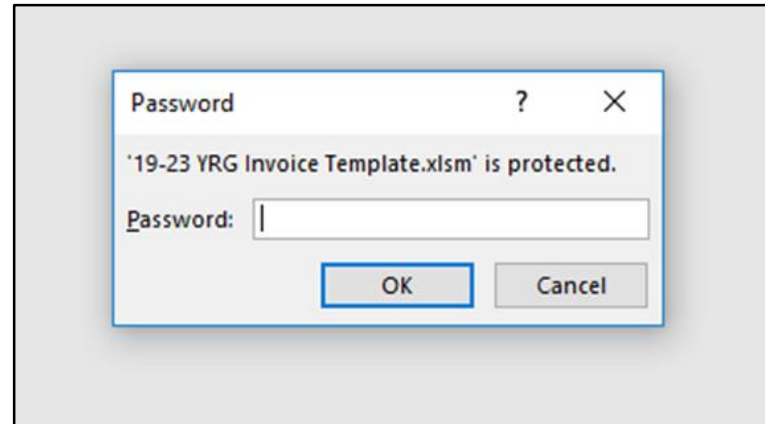 Password ? ×
'19-23 YRG Invoice Template.xlsm' is protected.
Password:
OK Cancel